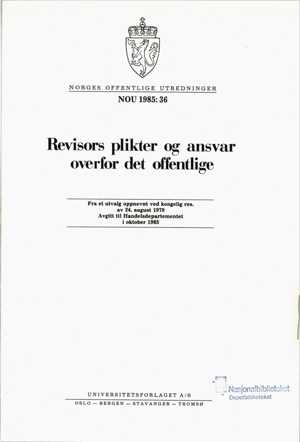 NORGES OFFENTLIGE UTREDNINGER
NOU 1985: 36
Revisors plikter og ansvar
overfor det offentlige
Fra et utvalg oppnevnt ved kongelig res.
av 24. august 1979
Avgitt til Handelsdepartementet
i oktober 1985
Nasjonalbiblioteket
Depotbiblioteket
UNIVERSITETSFORLAGET A/S
OSLO — BERGEN — STAVANGER — TROMSØ